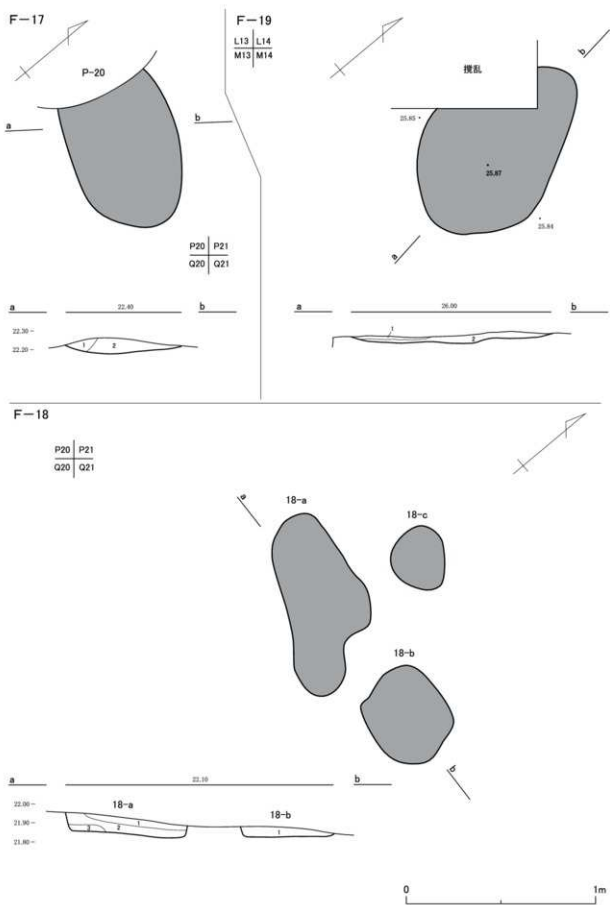 F－17
P－20
a
b
P20 P21
Q20 Q21
a 22.40 b
22.30
22.20
1 2
F－19
L13 L14
M13 M14
撹乱
b
25.85
25.87
25.84
a
a 26.00 b
1
2
F－18
P20 P21
Q20 Q21
a
18-a
18-c
18-b
b
a 22.10 b
22.00
21.90
21.80
18-a
1
3 2
18-b
1
0 1m